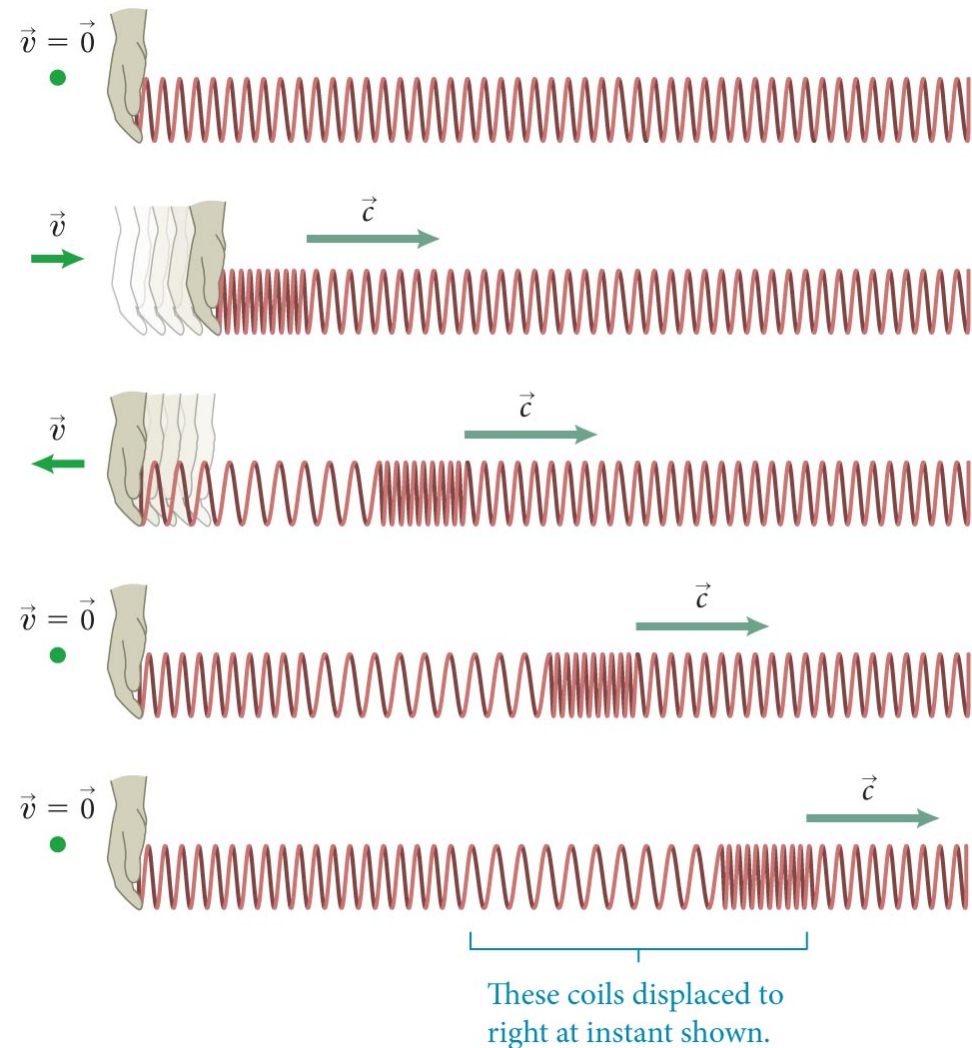 v⃗ = 0⃗
v⃗
c⃗
v⃗
c⃗
v⃗ = 0⃗
c⃗
v⃗ = 0⃗
c⃗
These coils displaced to
right at instant shown.